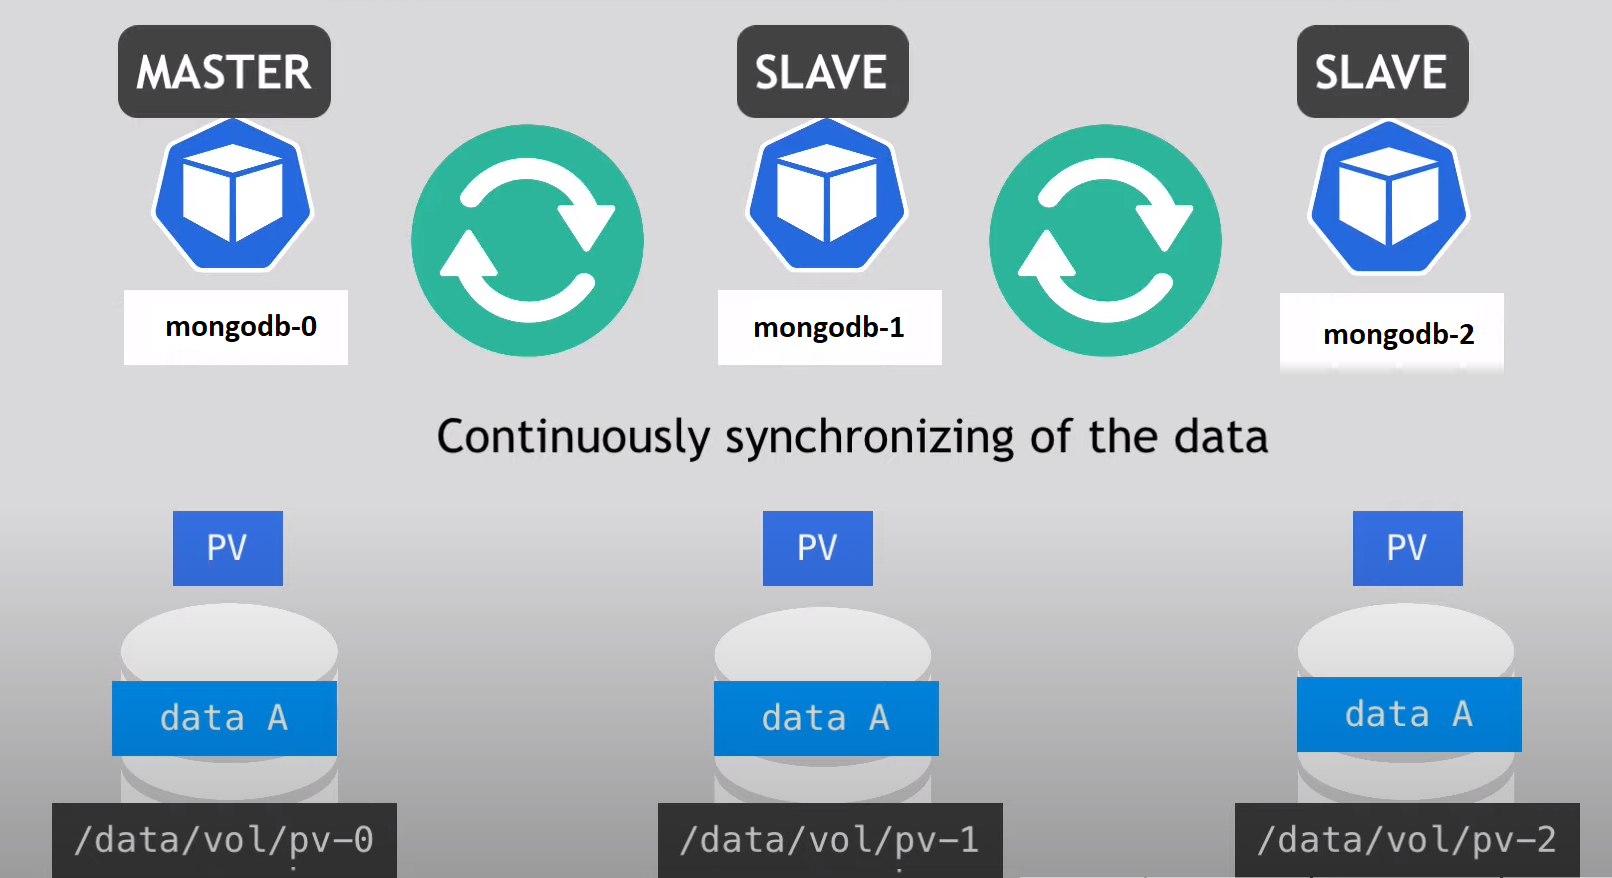 MASTER
SLAVE
SLAVE
mongodb-0
mongodb-1
mongodb-2
Continuously synchronizing of the data
PV
PV
PV
data A
data A
data A
/data/vol/pv-0
/data/vol/pv-1
/data/vol/pv-2